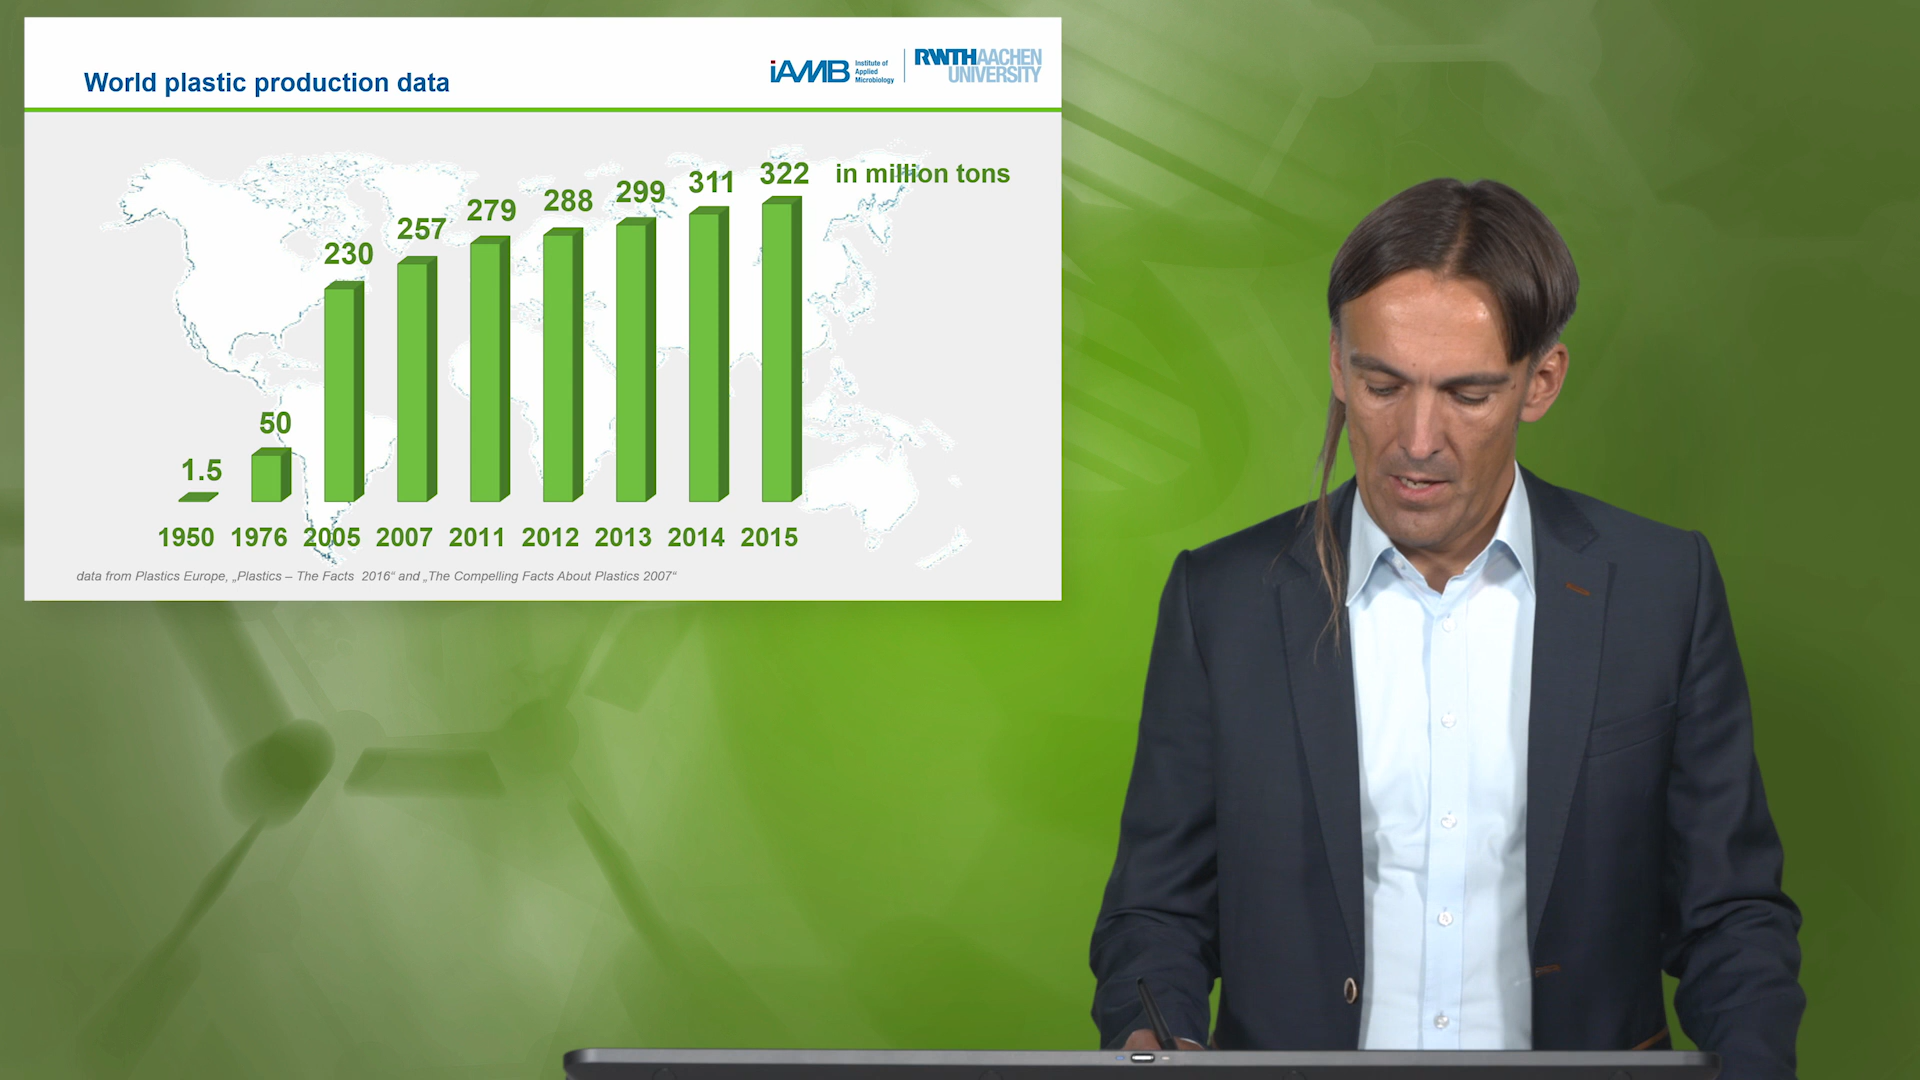 World plastic production data
iAMB Institute of
Applied
Microbiology
RWTHAACHEN
UNIVERSITY
1.5
50
230
257
279
288
299
311
322
in million tons
1950 1976 2005 2007 2011 2012 2013 2014 2015
data from Plastics Europe, „Plastics – The Facts 2016“ and „The Compelling Facts About Plastics 2007“